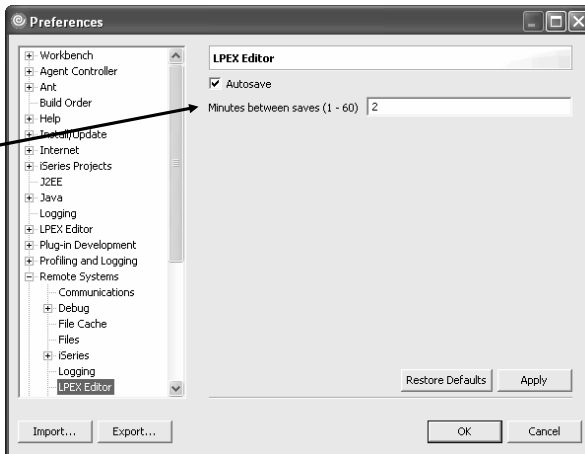 Preferences
Workbench
Agent Controller
Ant
Build Order
Help
Install/Update
Internet
iSeries Projects
J2EE
Java
Logging
LPEX Editor
Plug-in Development
Profiling and Logging
Remote Systems
Communications
Debug
File Cache
Files
iSeries
Logging
LPEX Editor
LPEX Editor
Autosave
Minutes between saves (1 - 60) 2
Restore Defaults Apply
Import... Export... OK Cancel